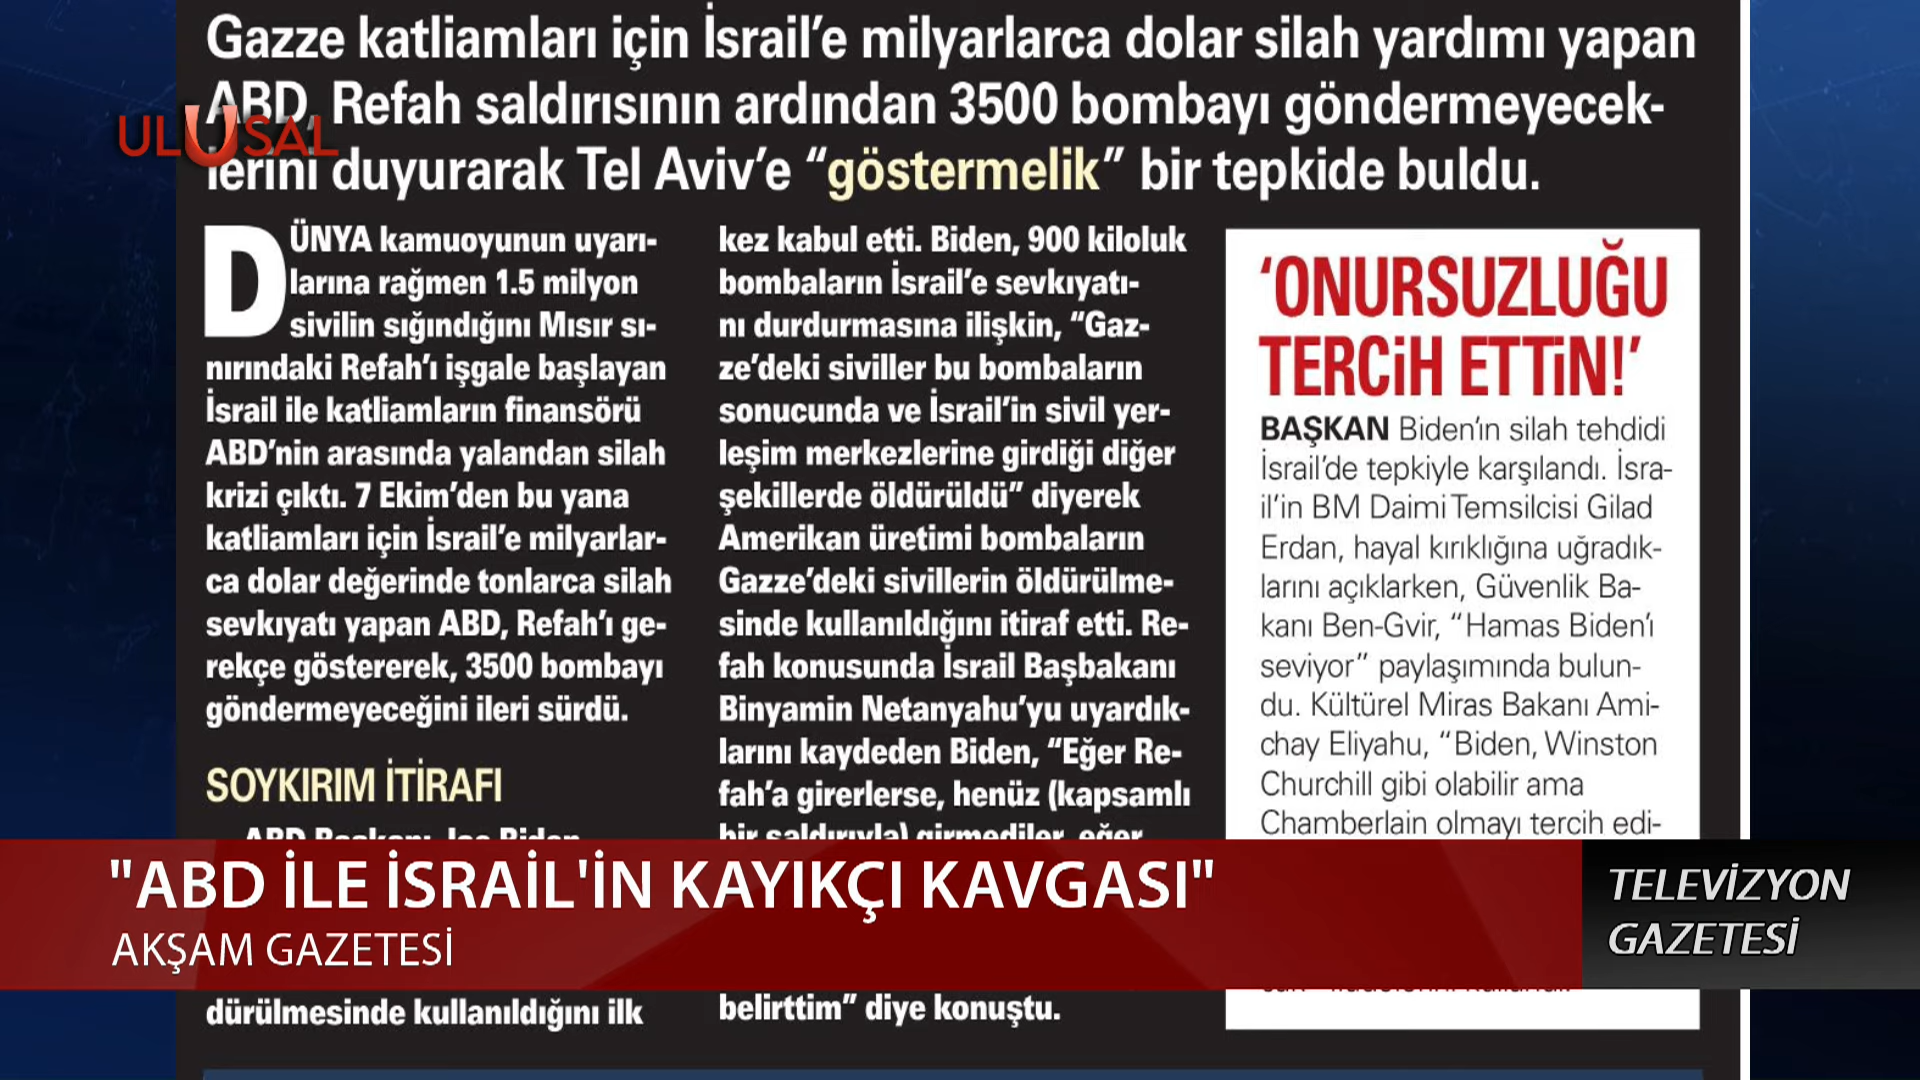 Gazze katliamları için İsrail’e milyarlarca dolar silah yardımı yapan
ABD, Refah saldırısının ardından 3500 bombayı göndermeyecek-
lerini duyurarak Tel Aviv’e “göstermelik” bir tepkide buldu.
ULUSAL
DÜNYA kamuoyunun uyarı-
larına rağmen 1.5 milyon
sivilin sığındığını Mısır sı-
nırındaki Refah’ı işgale başlayan
İsrail ile katliamların finansörü
ABD’nin arasında yalandan silah
krizi çıktı. 7 Ekim’den bu yana
katliamları için İsrail’e milyarlar-
ca dolar değerinde tonlarca silah
sevkıyatı yapan ABD, Refah’ı ge-
rekçe göstererek, 3500 bombayı
göndermeyeceğini ileri sürdü.
SOYKIRIM İTİRAFI
ABD Başkanı Joe Biden
dürülmesinde kullanıldığını ilk
kez kabul etti. Biden, 900 kiloluk
bombaların İsrail’e sevkıyatı-
nı durdurmasına ilişkin, “Gaz-
ze’deki siviller bu bombaların
sonucunda ve İsrail’in sivil yer-
leşim merkezlerine girdiği diğer
şekillerde öldürüldü” diyerek
Amerikan üretimi bombaların
Gazze’deki sivillerin öldürülme-
sinde kullanıldığını itiraf etti. Re-
fah konusunda İsrail Başbakanı
Binyamin Netanyahu’yu uyardık-
larını kaydeden Biden, “Eğer Re-
fah’a girerlerse, henüz (kapsamlı
bir saldırıyla) girmediler, eğer
belirttim” diye konuştu.
‘ONURSUZLUĞU
TERCiH ETTiN!’
BAŞKAN Biden’ın silah tehdidi
İsrail’de tepkiyle karşılandı. İsra-
il’in BM Daimi Temsilcisi Gilad
Erdan, hayal kırıklığına uğradık-
larını açıklarken, Güvenlik Ba-
kanı Ben-Gvir, “Hamas Biden’ı
seviyor” paylaşımında bulun-
du. Kültürel Miras Bakanı Ami-
chay Eliyahu, “Biden, Winston
Churchill gibi olabilir ama
Chamberlain olmayı tercih edi-
"ABD İLE İSRAİL'İN KAYIKÇI KAVGASI"
AKŞAM GAZETESİ
TELEVİZYON
GAZETESİ